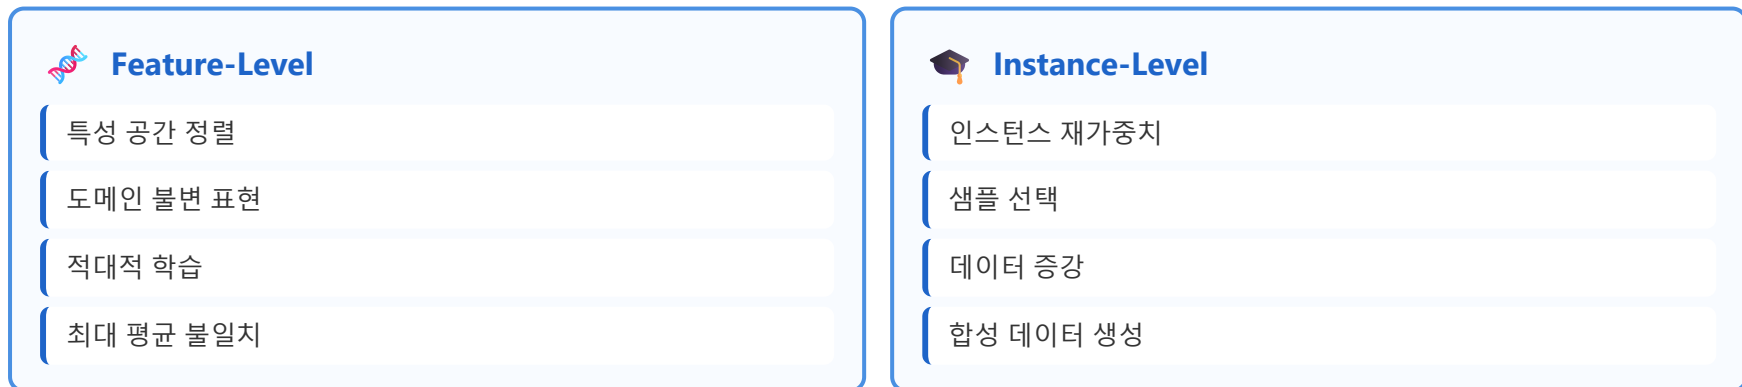 Feature-Level
특성 공간 정렬
도메인 불변 표현
적대적 학습
최대 평균 불일치
Instance-Level
인스턴스 재가중치
샘플 선택
데이터 증강
합성 데이터 생성